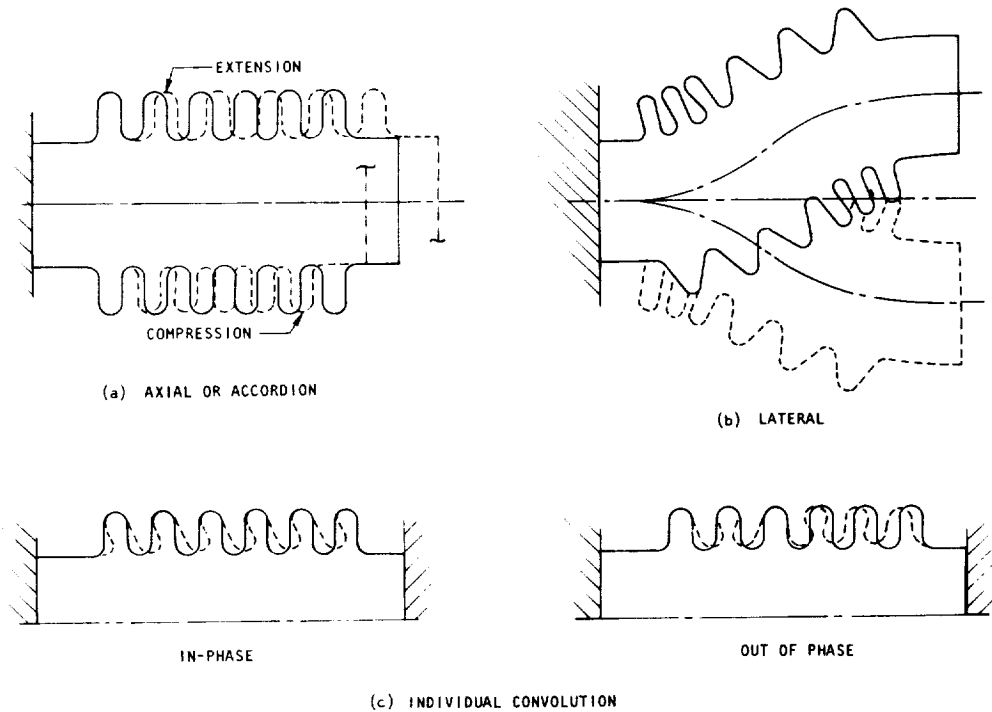 EXTENSION
COMPRESSION
(a) AXIAL OR ACCORDION
(b) LATERAL
IN-PHASE
OUT OF PHASE
(c) INDIVIDUAL CONVOLUTION